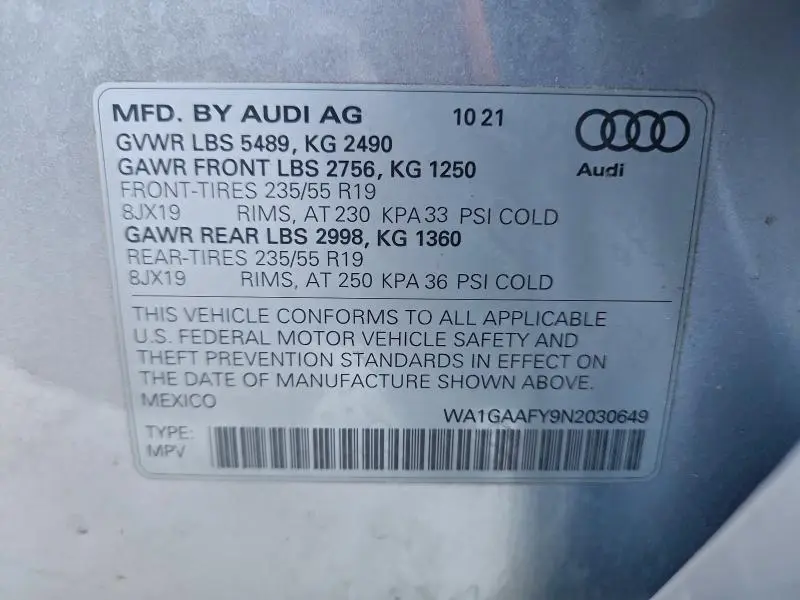 MFD. BY AUDI AG 10 21
GVWR LBS 5489, KG 2490
GAWR FRONT LBS 2756, KG 1250
Audi
FRONT-TIRES 235/55 R19
8JX19 RIMS, AT 230 KPA 33 PSI COLD
GAWR REAR LBS 2998, KG 1360
REAR-TIRES 235/55 R19
8JX19 RIMS, AT 250 KPA 36 PSI COLD
THIS VEHICLE CONFORMS TO ALL APPLICABLE
U.S. FEDERAL MOTOR VEHICLE SAFETY AND
THEFT PREVENTION STANDARDS IN EFFECT ON
THE DATE OF MANUFACTURE SHOWN ABOVE.
MEXICO WA1GAAFY9N2030649
TYPE:
MPV